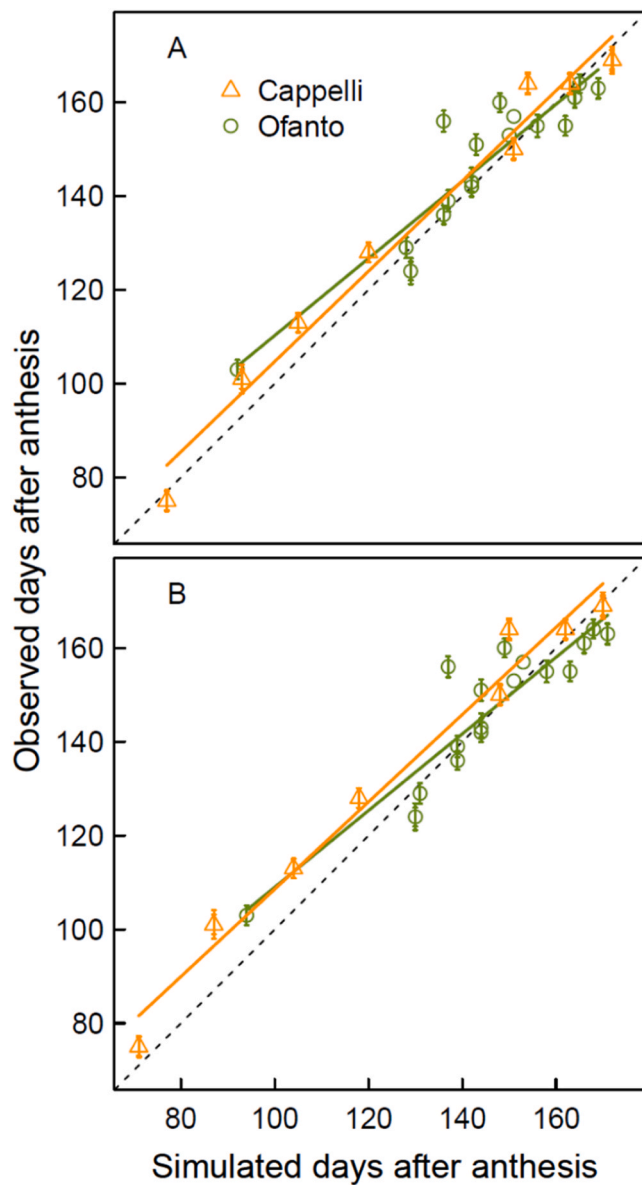 A
Cappelli
Ofanto
160
140
120
100
80
B
160
140
120
100
80
80 100 120 140 160
Observed days after anthesis
Simulated days after anthesis